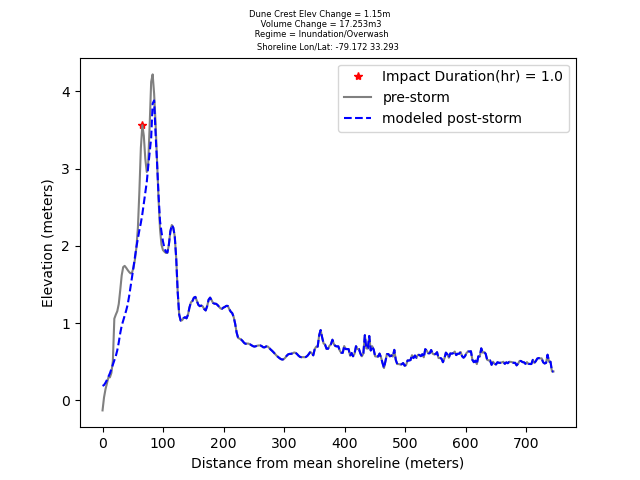 Dune Crest Elev Change = 1.15m
Volume Change = 17.253m3
Regime = Inundation/Overwash
Shoreline Lon/Lat: -79.172 33.293
Impact Duration(hr) = 1.0
pre-storm
modeled post-storm
4
3
2
1
0
Elevation (meters)
0 100 200 300 400 500 600 700
Distance from mean shoreline (meters)